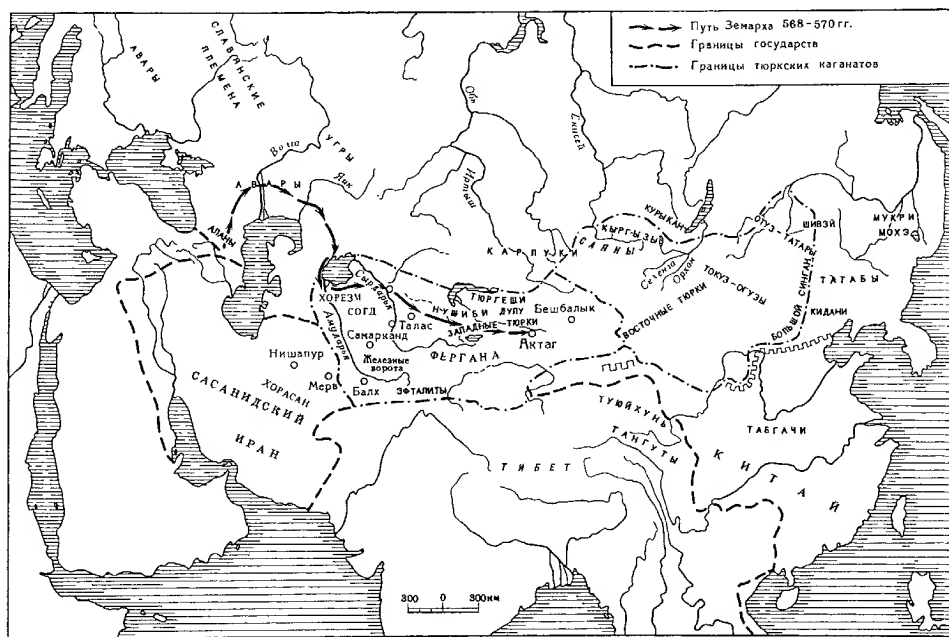 Путь Земарха 568-570 гг.
Границы государств
Границы тюркских каганатов
АВАРЫ
СЛАВЯНСКИЕ
ПЛЕМЕНА
Волга
УГРЫ
Яик
АВАРЫ
АЛАНЫ
Обь
Иртыш
Енисей
КУРЫКАН
КЫРГЫЗЫ
САЯНЫ
КАРЛУКИ
ОТУЗ-ТАТАРЫ
ШИВЭЙ
МУКРИ
МОХЭ
Селенга
Орхон
ТОКУЗ-ОГУЗЫ
ТАТАБЫ
КИДАНИ
БОЛЬШОЙ СИНГАН
ВОСТОЧНЫЕ ТЮРКИ
Сырдарья
ХОРЕЗМ
СОГД
Амударья
ТЮРГЕШИ
НУШИБИ ДУЛУ
Бешбалык
Талас
ЗАПАДНЫЕ-ТЮРКИ
Актаг
Самарканд
ФЕРГАНА
Железные
ворота
Нишапур
Мерв
Балх
ЭФТАЛИТЫ
ХОРАСАН
САСАНИДСКИЙ
ИРАН
ТУЮЙХУНЬ
ТАНГУТЫ
ТАБГАЧИ
КИТАЙ
ТИБЕТ
300 0 300км